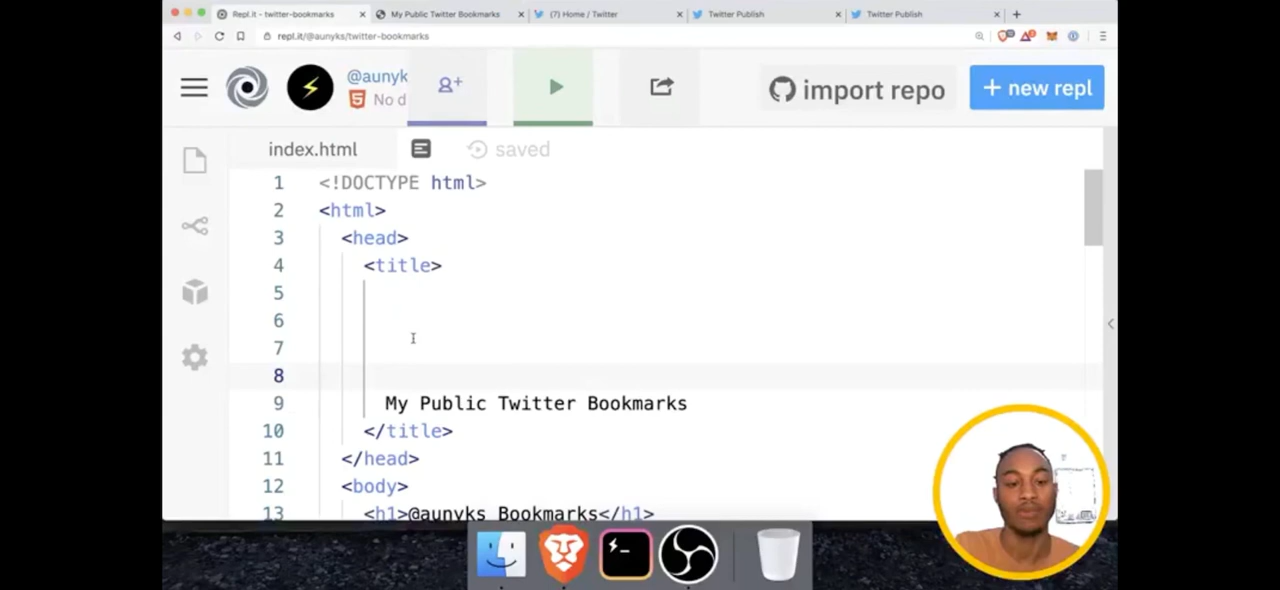 Repl.it - twitter-bookmarks
My Public Twitter Bookmarks
(7) Home / Twitter
Twitter Publish
Twitter Publish
repl.it/@aunyks/twitter-bookmarks
@aunyk
No d
import repo
+ new repl
index.html
saved
1 <!DOCTYPE html>
2 <html>
3 <head>
4 <title>
5
6
7
8
9 My Public Twitter Bookmarks
10 </title>
11 </head>
12 <body>
13 <h1>@aunyks Bookmarks</h1>